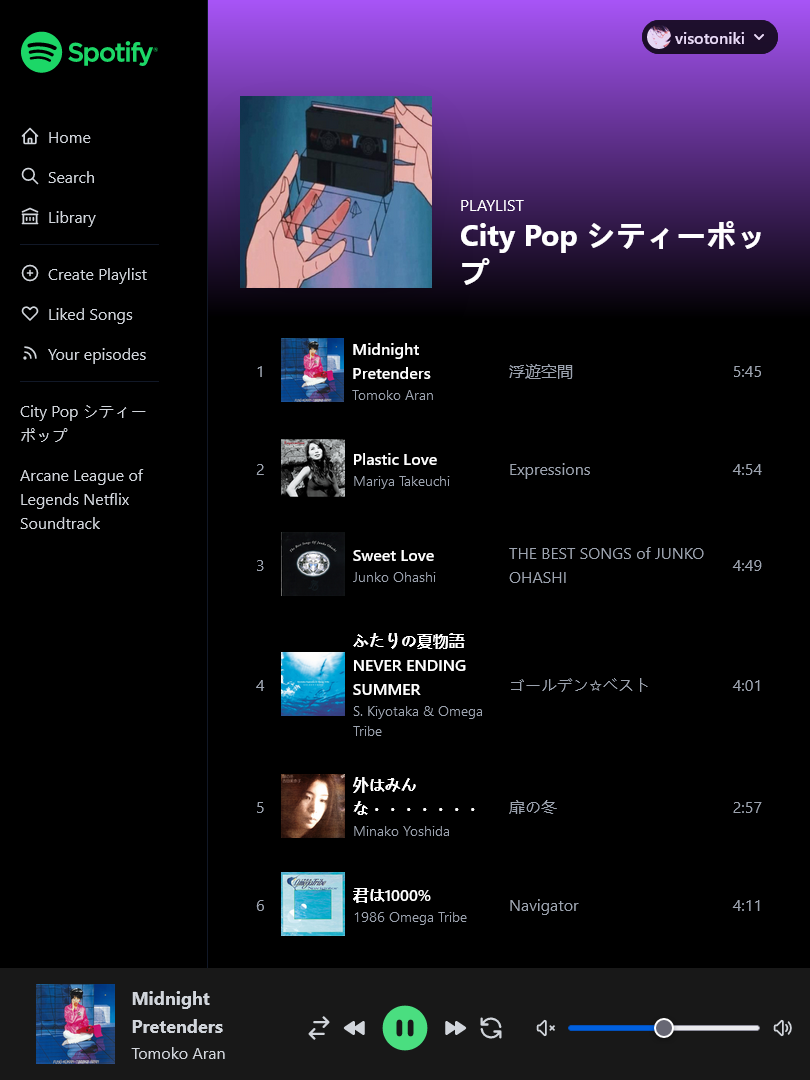 Spotify
visotoniki
Home
Search
Library
Create Playlist
Liked Songs
Your episodes
City Pop シティー
ポップ
Arcane League of
Legends Netflix
Soundtrack
PLAYLIST
City Pop シティーポッ
プ
1
Midnight
Pretenders
Tomoko Aran
浮遊空間
5:45
2
Plastic Love
Mariya Takeuchi
Expressions
4:54
3
Sweet Love
Junko Ohashi
THE BEST SONGS of JUNKO
OHASHI
4:49
4
ふたりの夏物語
NEVER ENDING
SUMMER
S. Kiyotaka & Omega
Tribe
ゴールデン☆ベスト
4:01
5
外はみん
な・・・・・・・
Minako Yoshida
扉の冬
2:57
6
君は1000%
1986 Omega Tribe
Navigator
4:11
Midnight
Pretenders
Tomoko Aran